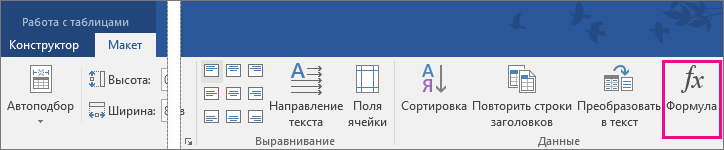 Работа с таблицами
Конструктор Макет
Автоподбор
Высота:
Ширина:
Направление текста
Поля ячейки
Выравнивание
АЯ Сортировка
Повторить строки заголовков
Преобразовать в текст
fx Формула
Данные